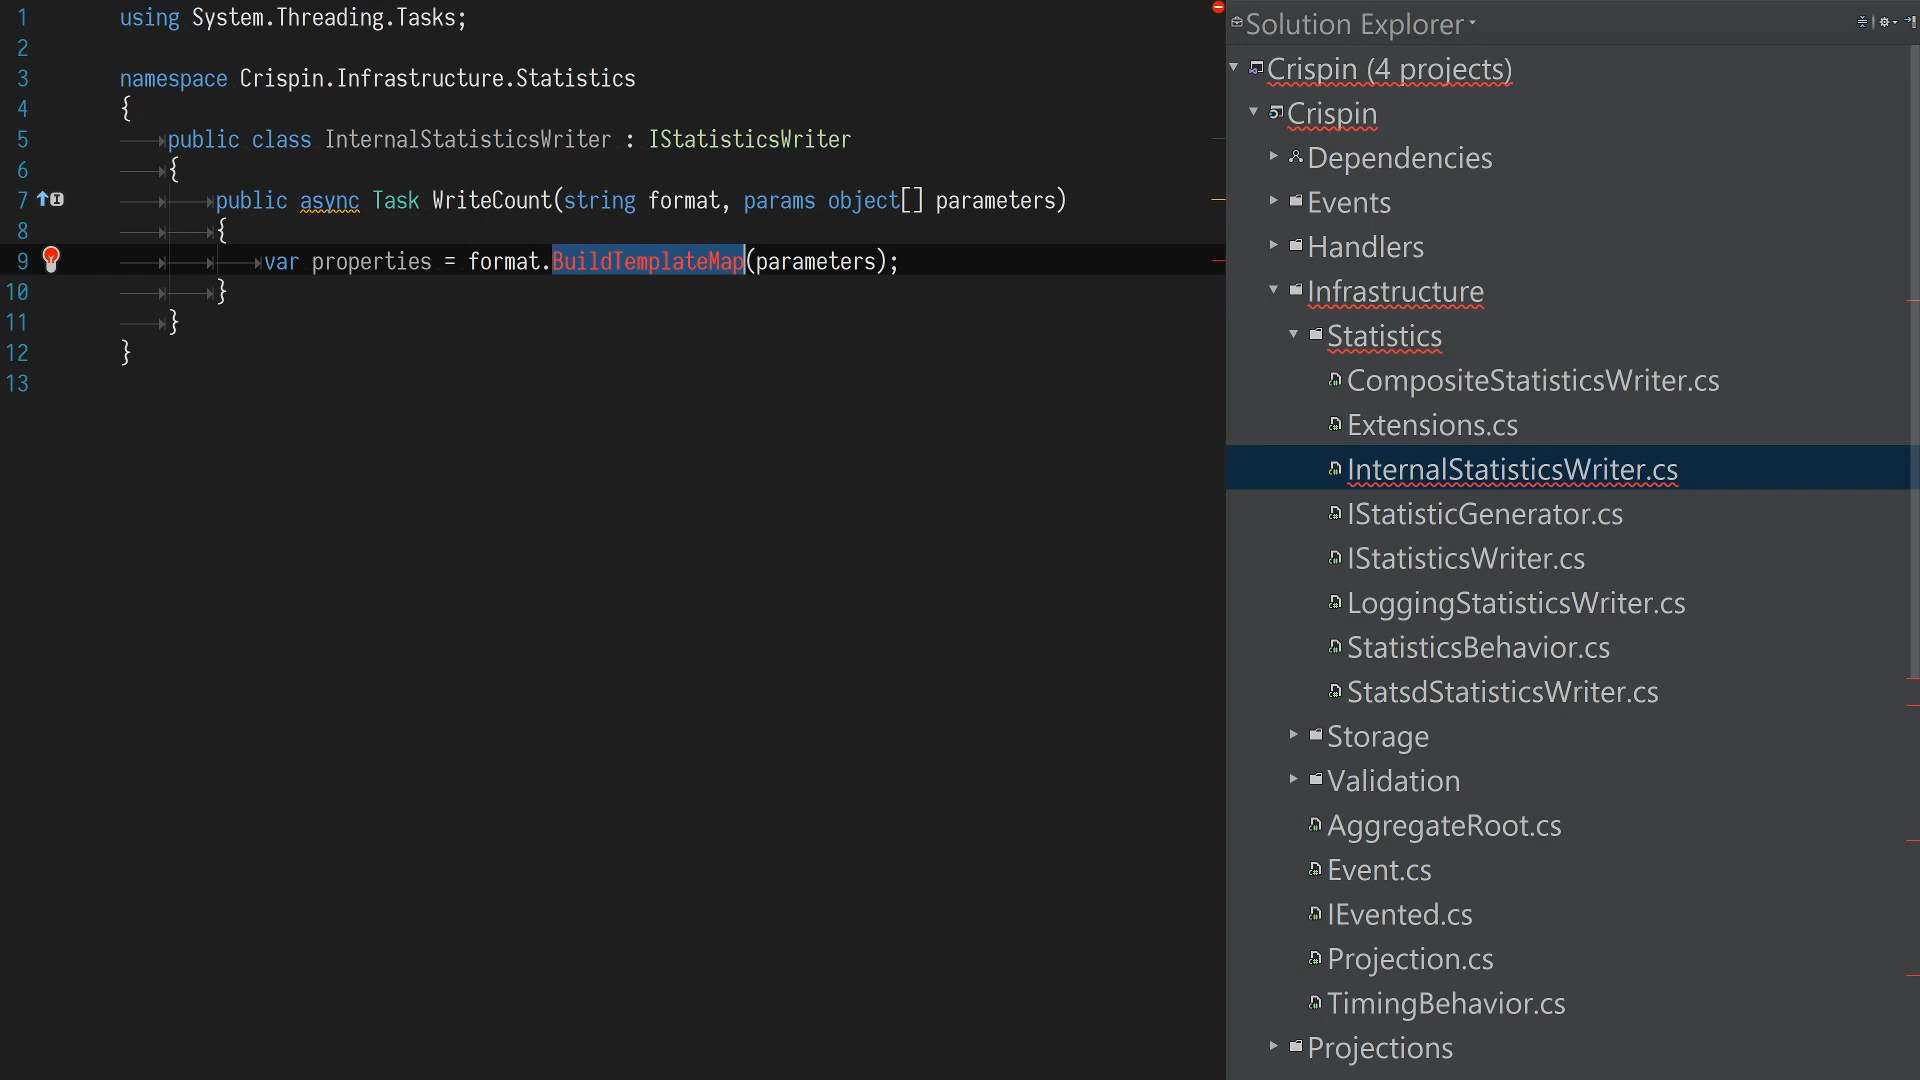 1 using System.Threading.Tasks;
2
3 namespace Crispin.Infrastructure.Statistics
4 {
5 public class InternalStatisticsWriter : IStatisticsWriter
6 {
7 public async Task WriteCount(string format, params object[] parameters)
8 {
9 var properties = format.BuildTemplateMap(parameters);
10 }
11 }
12 }
13
Solution Explorer
Crispin (4 projects)
Crispin
Dependencies
Events
Handlers
Infrastructure
Statistics
CompositeStatisticsWriter.cs
Extensions.cs
InternalStatisticsWriter.cs
IStatisticGenerator.cs
IStatisticsWriter.cs
LoggingStatisticsWriter.cs
StatisticsBehavior.cs
StatsdStatisticsWriter.cs
Storage
Validation
AggregateRoot.cs
Event.cs
IEvented.cs
Projection.cs
TimingBehavior.cs
Projections